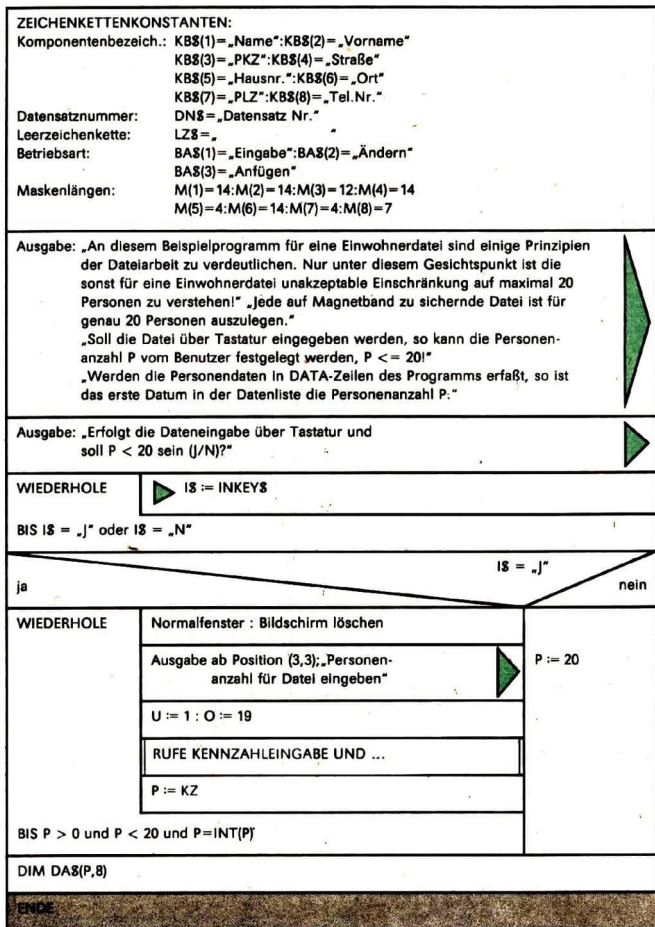 ZEICHENKETTENKONSTANTEN:
Komponentenbezeich.: KB$(1)=„Name":KB$(2)=„Vorname"
KB$(3)=„PKZ":KB$(4)=„Straße"
KB$(5)=„Hausnr.":KB$(6)=„Ort"
KB$(7)=„PLZ":KB$(8)=„Tel.Nr."
Datensatznummer: DN$=„Datensatz Nr."
Leerzeichenkette: LZ$=„ "
Betriebsart: BA$(1)=„Eingabe":BA$(2)=„Ändern"
BA$(3)=„Anfügen"
Maskenlängen: M(1)=14:M(2)=14:M(3)=12:M(4)=14
M(5)=4:M(6)=14:M(7)=4:M(8)=7
Ausgabe: „An diesem Beispielprogramm für eine Einwohnerdatei sind einige Prinzipien
der Dateiarbeit zu verdeutlichen. Nur unter diesem Gesichtspunkt ist die
sonst für eine Einwohnerdatei unakzeptable Einschränkung auf maximal 20
Personen zu verstehen!" „Jede auf Magnetband zu sichernde Datei ist für
genau 20 Personen auszulegen."
„Soll die Datei über Tastatur eingegeben werden, so kann die Personen-
anzahl P vom Benutzer festgelegt werden, P <= 20!"
„Werden die Personendaten in DATA-Zeilen des Programms erfaßt, so ist
das erste Datum in der Datenliste die Personenanzahl P."
Ausgabe: „Erfolgt die Dateneingabe über Tastatur und
soll P < 20 sein (J/N)?"
WIEDERHOLE I$ := INKEY$
BIS I$ = „J" oder I$ = „N"
I$ = „J"
ja nein
WIEDERHOLE Normalfenster : Bildschirm löschen
Ausgabe ab Position (3,3);„Personen- P := 20
anzahl für Datei eingeben"
U := 1 : O := 19
RUFE KENNZAHLEINGABE UND ...
P := KZ
BIS P > 0 und P < 20 und P=INT(P)
DIM DA$(P,8)
ENDE